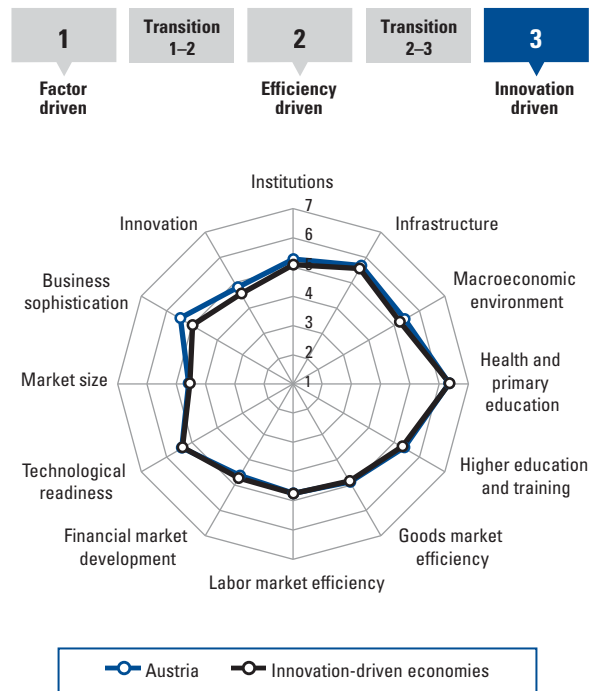 1
Transition
1–2
2
Transition
2–3
3
Factor
driven
Efficiency
driven
Innovation
driven
Institutions
Innovation
Infrastructure
Business
sophistication
Macroeconomic
environment
Market size
Health and
primary
education
Technological
readiness
Higher education
and training
Financial market
development
Goods market
efficiency
Labor market efficiency
7
6
5
4
3
2
1
Austria
Innovation-driven economies